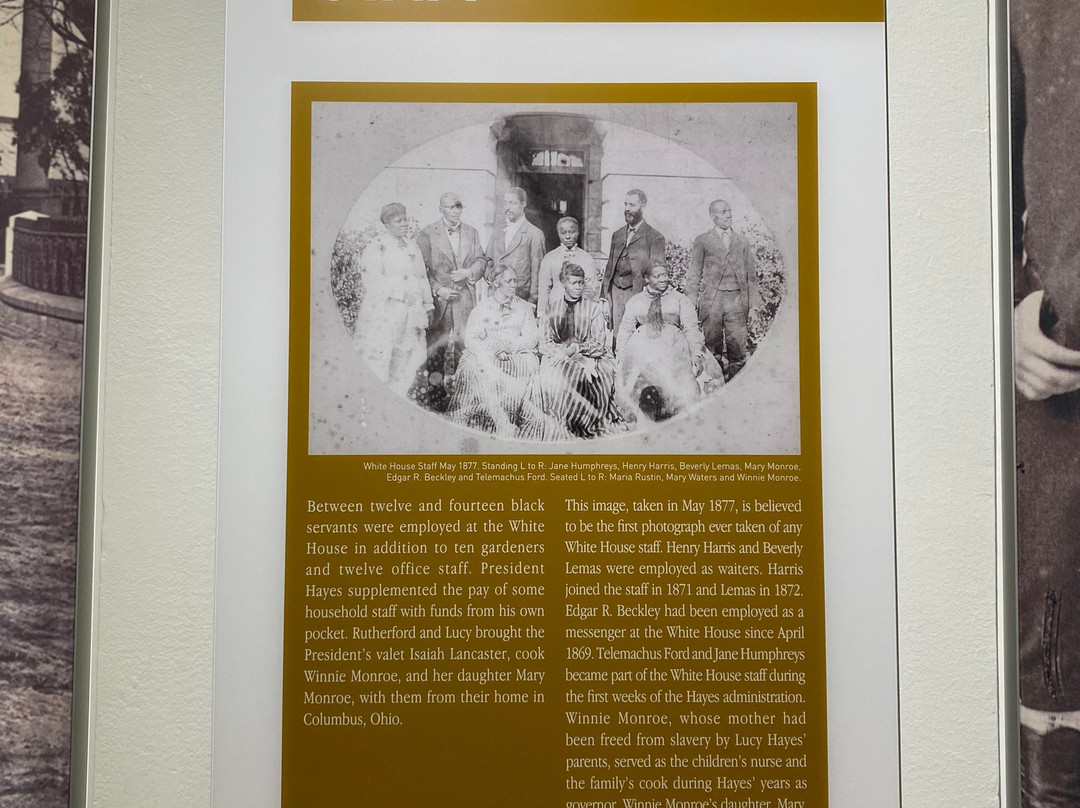 White House Staff May 1877. Standing L to R: Jane Humphreys, Henry Harris, Beverly Lemas, Mary Monroe,
Edgar R. Beckley and Telemachus Ford. Seated L to R: Maria Rustin, Mary Waters and Winnie Monroe.
Between twelve and fourteen black
servants were employed at the White
House in addition to ten gardeners
and twelve office staff. President
Hayes supplemented the pay of some
household staff with funds from his own
pocket. Rutherford and Lucy brought the
President's valet Isaiah Lancaster, cook
Winnie Monroe, and her daughter Mary
Monroe, with them from their home in
Columbus, Ohio.
This image, taken in May 1877, is believed
to be the first photograph ever taken of any
White House staff. Henry Harris and Beverly
Lemas were employed as waiters. Harris
joined the staff in 1871 and Lemas in 1872.
Edgar R. Beckley had been employed as a
messenger at the White House since April
1869. Telemachus Ford and Jane Humphreys
became part of the White House staff during
the first weeks of the Hayes administration.
Winnie Monroe, whose mother had
been freed from slavery by Lucy Hayes'
parents, served as the children's nurse and
the family's cook during Hayes' years as
governor. Winnie Monroe's daughter, Mary